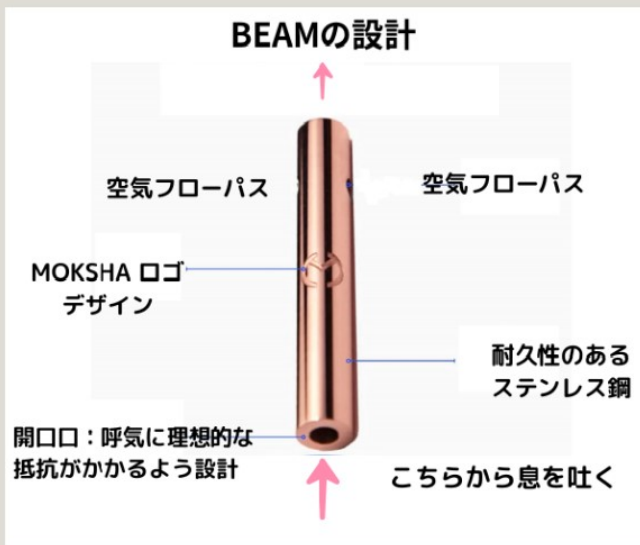 BEAMの設計
空気フローパス
空気フローパス
MOKSHA ロゴ
デザイン
耐久性のある
ステンレス鋼
開口口：呼気に理想的な
抵抗がかかるよう設計
こちらから息を吐く